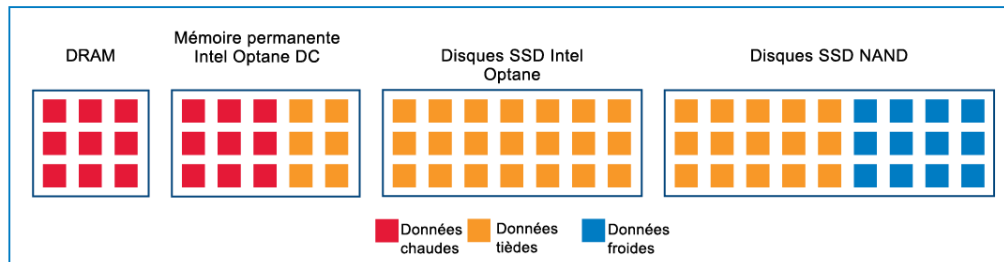 DRAM
Mémoire permanente
Intel Optane DC
Disques SSD Intel
Optane
Disques SSD NAND
Données
chaudes
Données
tièdes
Données
froides